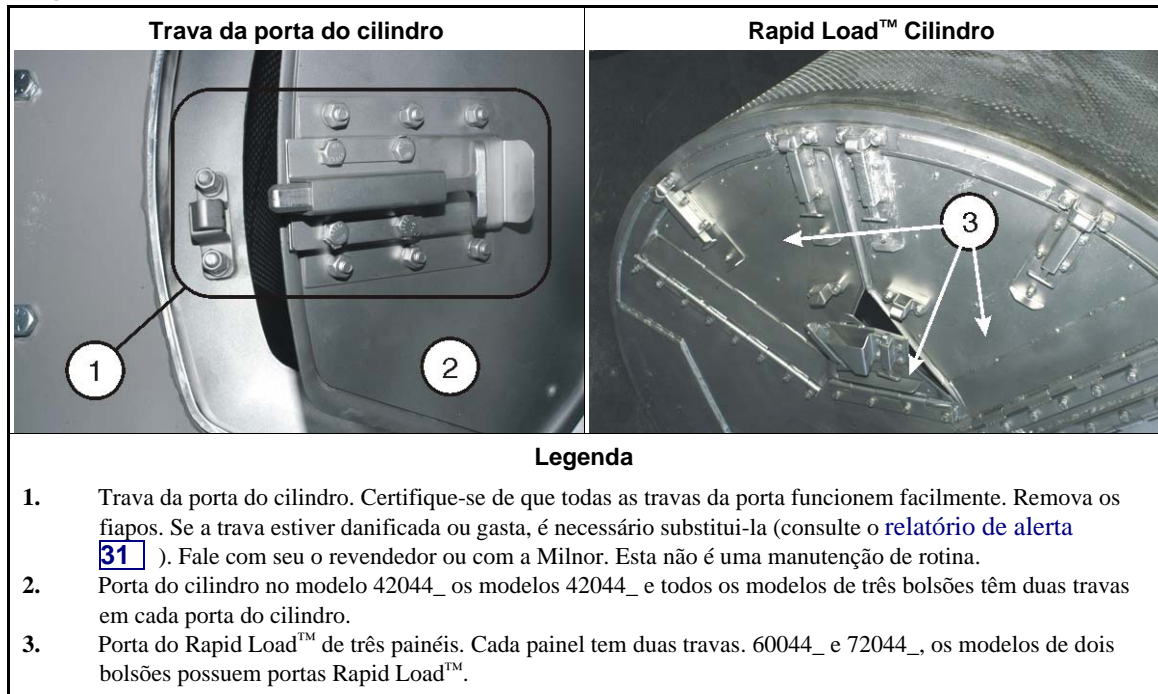 Trava da porta do cilindro
Rapid Load™ Cilindro
1
2
3
Legenda
1. Trava da porta do cilindro. Certifique-se de que todas as travas da porta funcionem facilmente. Remova os
fiapos. Se a trava estiver danificada ou gasta, é necessário substitui-la (consulte o relatório de alerta
31 ). Fale com seu o revendedor ou com a Milnor. Esta não é uma manutenção de rotina.
2. Porta do cilindro no modelo 42044_ os modelos 42044_ e todos os modelos de três bolsões têm duas travas
em cada porta do cilindro.
3. Porta do Rapid Load™ de três painéis. Cada painel tem duas travas. 60044_ e 72044_, os modelos de dois
bolsões possuem portas Rapid Load™.